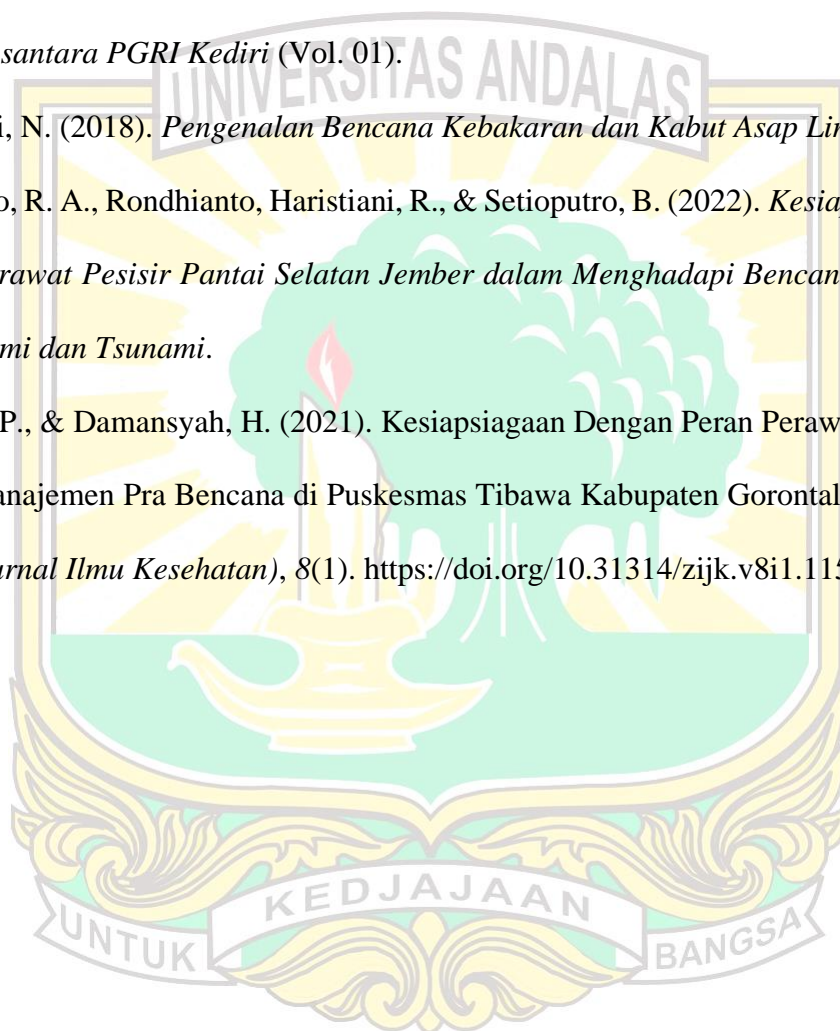 santara PGRI Kediri (Vol. 01).
UNIVERSITAS ANDALAS
i, N. (2018). Pengenalan Bencana Kebakaran dan Kabut Asap Lin
o, R. A., Rondhianto, Haristiani, R., & Setioputro, B. (2022). Kesia
rawat Pesisir Pantai Selatan Jember dalam Menghadapi Bencan
mi dan Tsunami.
P., & Damansyah, H. (2021). Kesiapsiagaan Dengan Peran Peraw
anajemen Pra Bencana di Puskesmas Tibawa Kabupaten Gorontal
urnal Ilmu Kesehatan), 8(1). https://doi.org/10.31314/zijk.v8i1.115
UNTUK KEDJAJAAN BANGSA